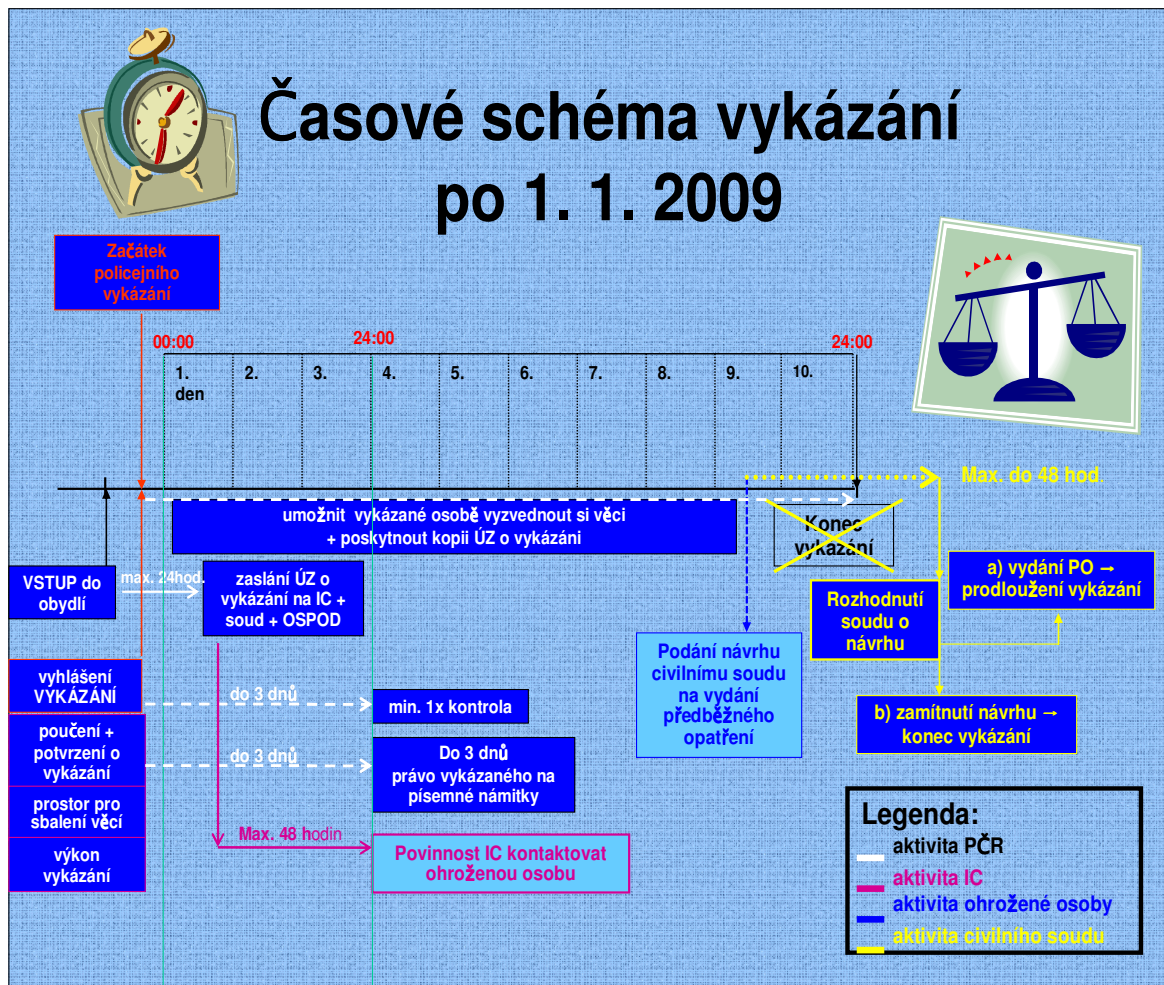 Časové schéma vykázání
po 1. 1. 2009
Začátek
policejního
vykázání
00:00
24:00
24:00
1.
den
2.
3.
4.
5.
6.
7.
8.
9.
10.
Max. do 48 hod.
umožnit vykázané osobě vyzvednout si věci
+ poskytnout kopii ÚZ o vykázání
Konec
vykázání
VSTUP do
obydlí
max. 24hod.
zaslání ÚZ o
vykázání na IC +
soud + OSPOD
a) vydání PO →
prodloužení vykázání
Rozhodnutí
soudu o
návrhu
Podání návrhu
civilnímu soudu
na vydání
předběžného
opatření
vyhlášení
VYKÁZÁNÍ
do 3 dnů
min. 1x kontrola
b) zamítnutí návrhu →
konec vykázání
poučení +
potvrzení o
vykázání
do 3 dnů
Do 3 dnů
právo vykázaného na
písemné námitky
prostor pro
sbalení věcí
výkon
vykázání
Max. 48 hodin
Povinnost IC kontaktovat
ohroženou osobu
Legenda:
aktivita PČR
aktivita IC
aktivita ohrožené osoby
aktivita civilního soudu